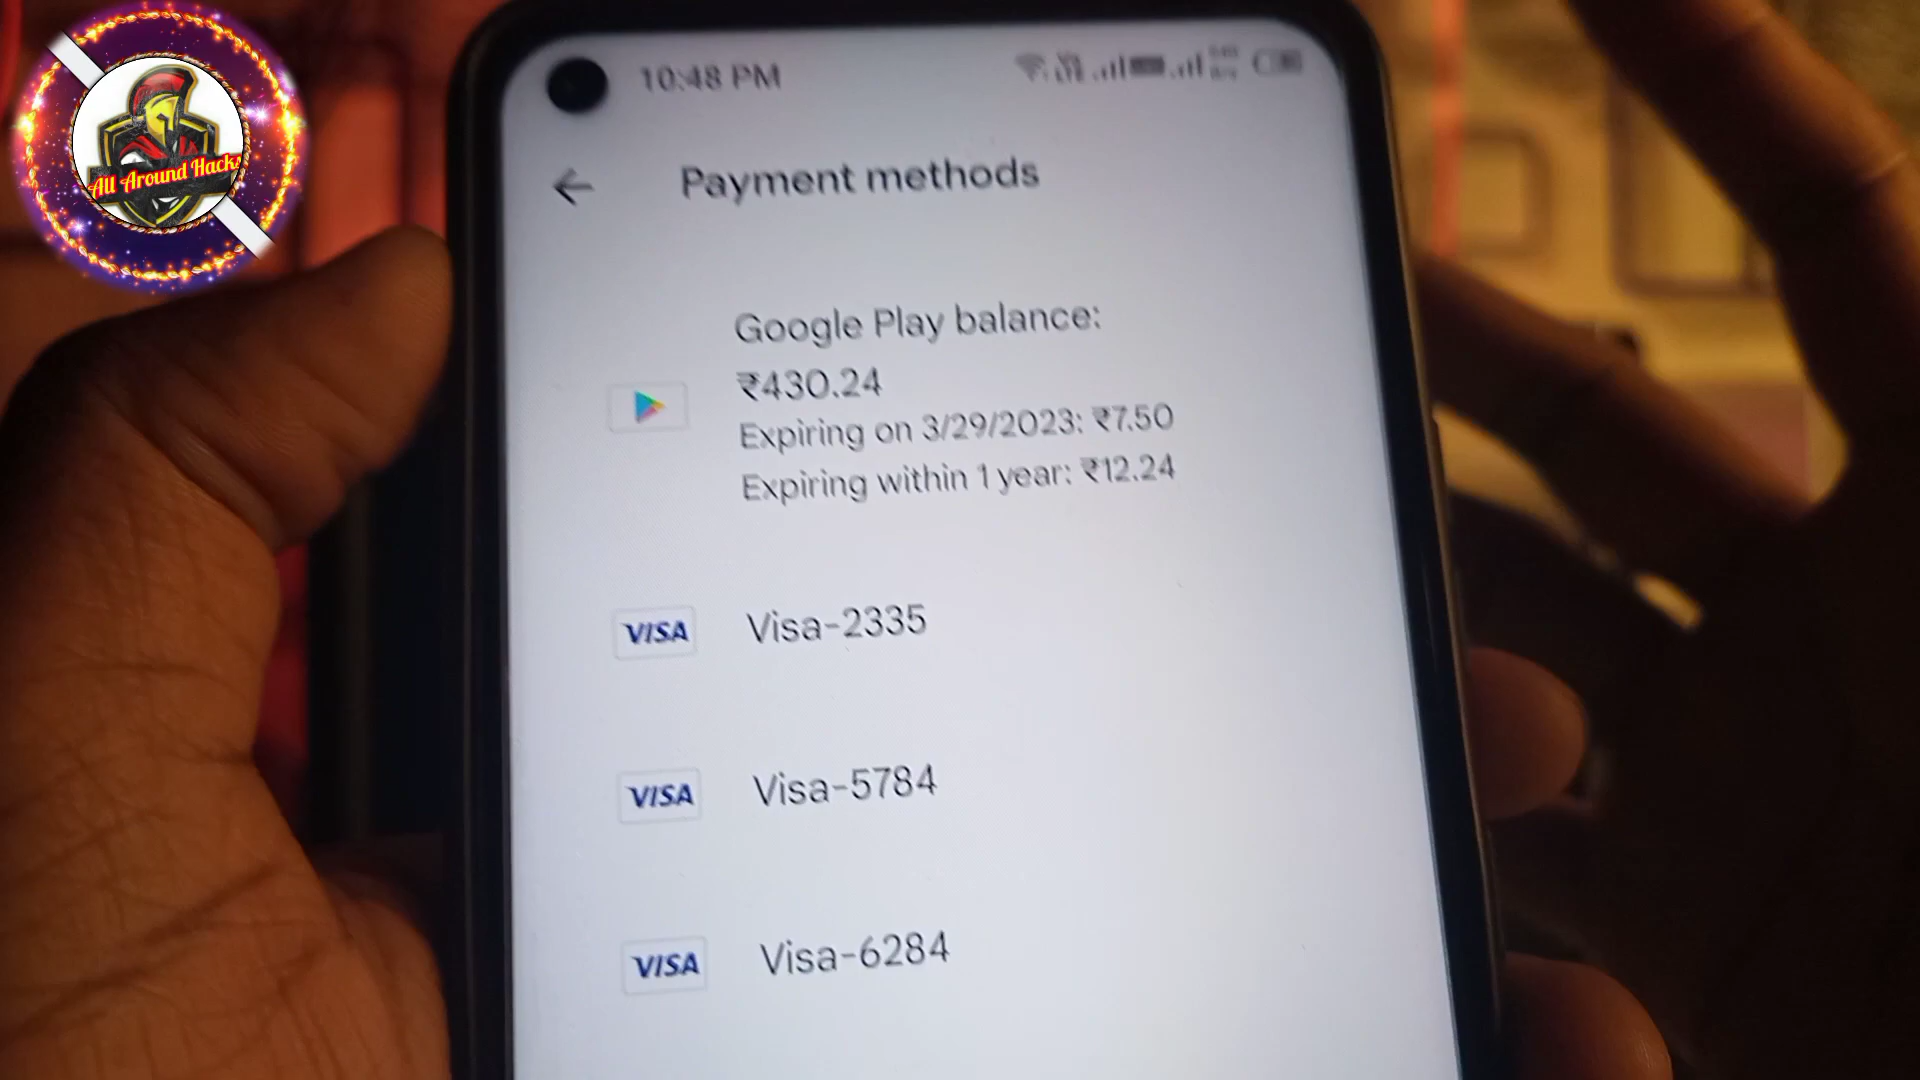 All Around Hacks
10:48 PM
Payment methods
Google Play balance:
₹430.24
Expiring on 3/29/2023: ₹7.50
Expiring within 1 year: ₹12.24
VISA Visa-2335
VISA Visa-5784
VISA Visa-6284